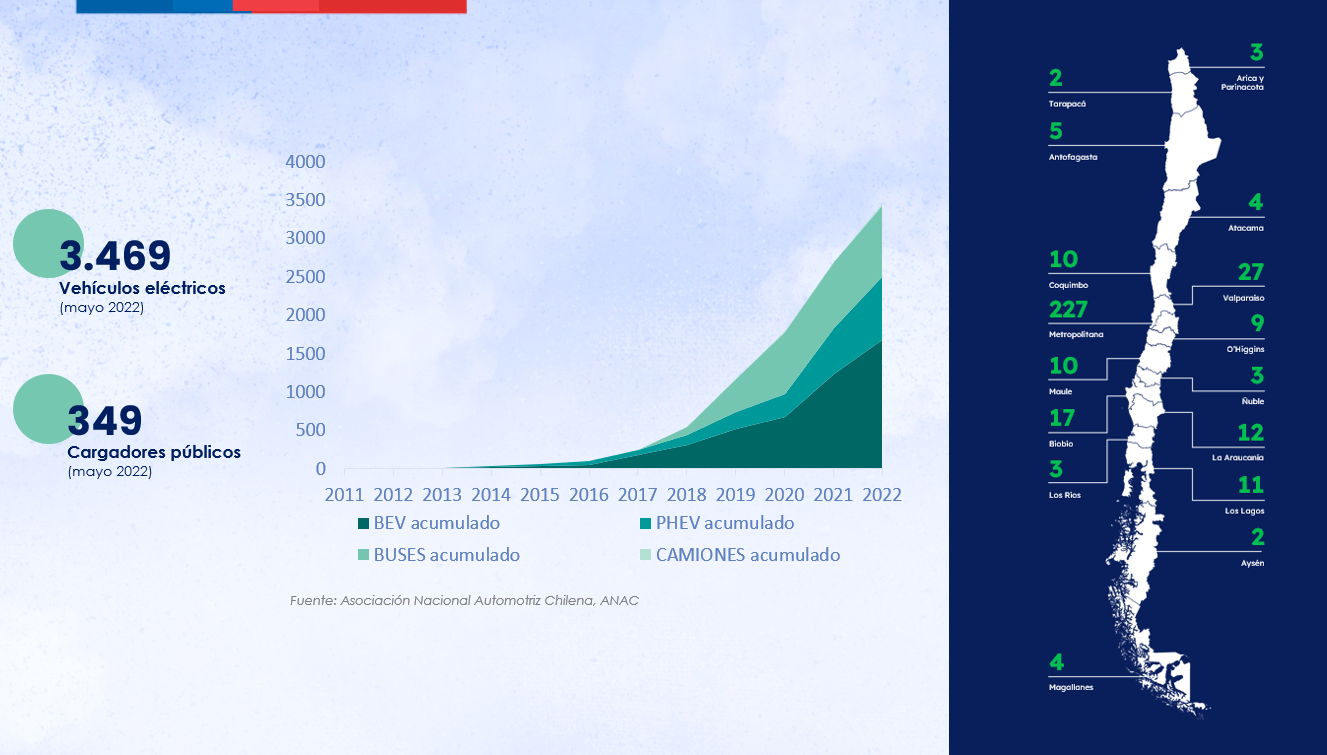 3.469
Vehículos eléctricos
(mayo 2022)
349
Cargadores públicos
(mayo 2022)
4000
3500
3000
2500
2000
1500
1000
500
0
2011 2012 2013 2014 2015 2016 2017 2018 2019 2020 2021 2022
BEV acumulado PHEV acumulado
BUSES acumulado CAMIONES acumulado
Fuente: Asociación Nacional Automotriz Chilena, ANAC
3
Arica y
Parinacota
2
Tarapacá
5
Antofagasta
4
Atacama
10
Coquimbo
27
Valparaíso
227
Metropolitana
9
O'Higgins
10
Maule
3
Ñuble
17
Biobío
12
La Araucanía
3
Los Ríos
11
Los Lagos
2
Aysén
4
Magallanes